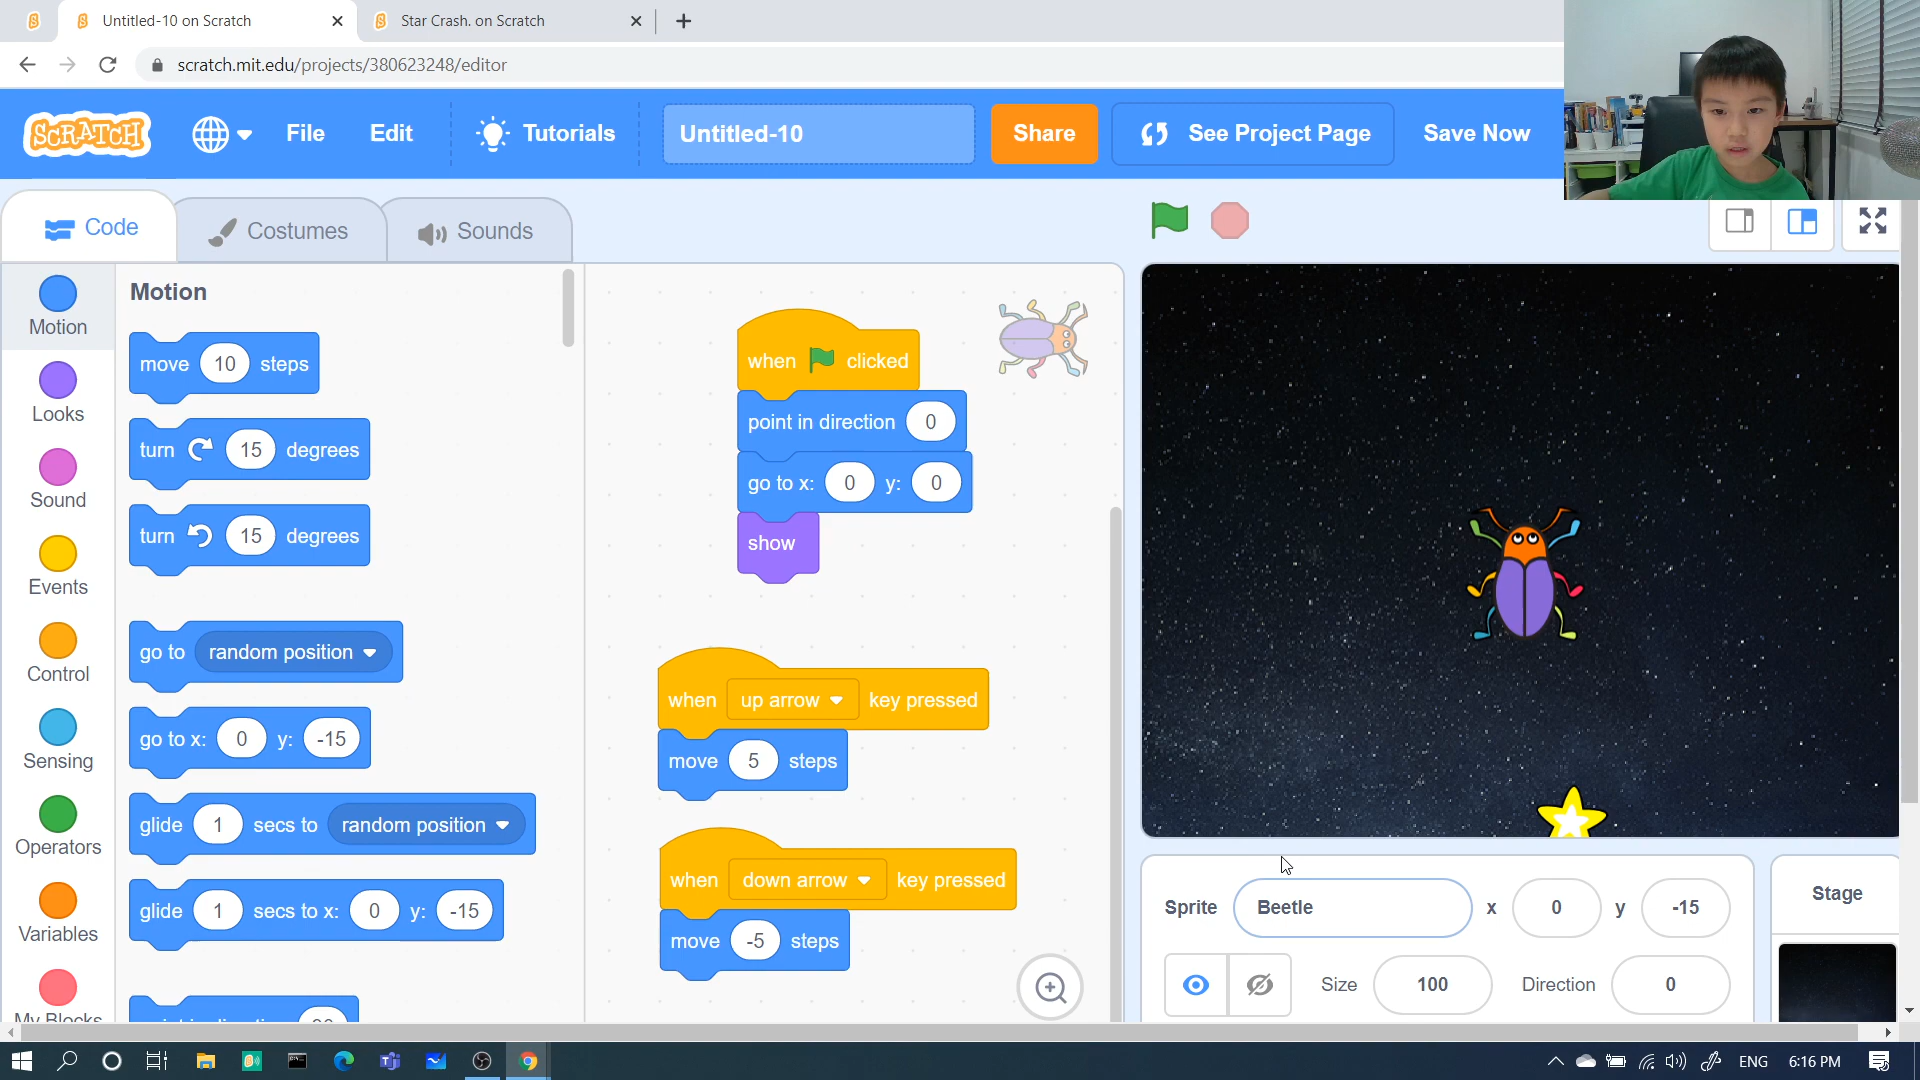 Untitled-10 on Scratch
Star Crash. on Scratch
scratch.mit.edu/projects/380623248/editor
SCRATCH
File
Edit
Tutorials
Untitled-10
Share
See Project Page
Save Now
Code
Costumes
Sounds
Motion
Looks
Sound
Events
Control
Sensing
Operators
Variables
My Blocks
Motion
move 10 steps
turn 15 degrees
turn 15 degrees
go to random position
go to x: 0 y: -15
glide 1 secs to random position
glide 1 secs to x: 0 y: -15
when clicked
point in direction 0
go to x: 0 y: 0
show
when up arrow key pressed
move 5 steps
when down arrow key pressed
move -5 steps
Sprite Beetle x 0 y -15
Size 100 Direction 0
Stage
ENG 6:16 PM